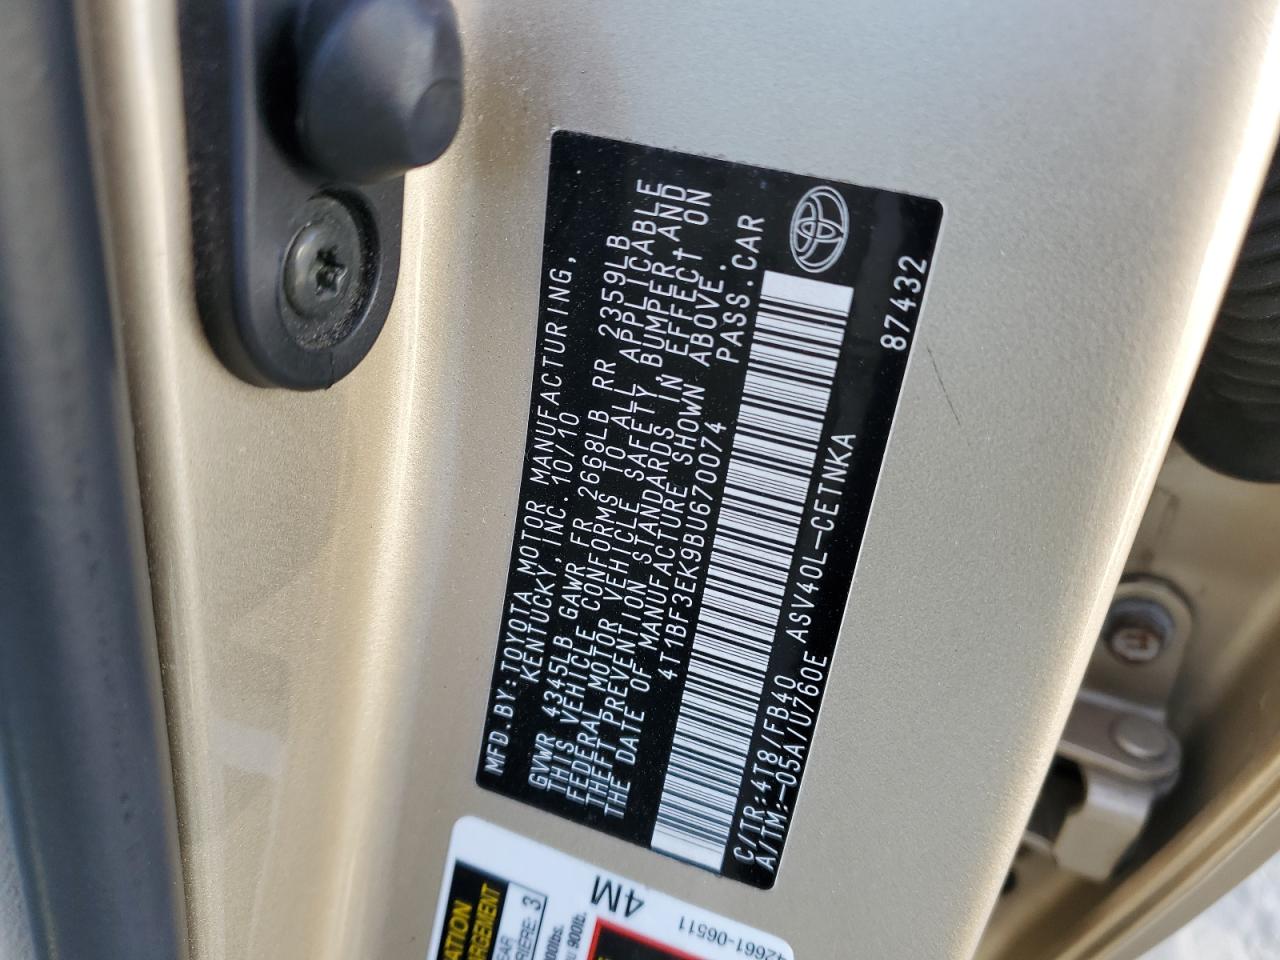 MFD.BY:TOYOTA MOTOR MANUFACTURING,
KENTUCKY,INC.10/10
GVWR 4345LB GAWR FR 2668LB RR 2359LB
THIS VEHICLE CONFORMS TO ALL APPLICABLE
FEDERAL MOTOR VEHICLE SAFETY BUMPER,AND
THEFT PREVENTION STANDARDS IN EFFECT ON
THE DATE OF MANUFACTURE SHOWN ABOVE.
4T1BF3EK9BU670074 PASS.CAR
C/TR:4T8/FB40 ASV40L-CETNKA
A/TM:-05A/U760E
87432
4M
42661-06511
3